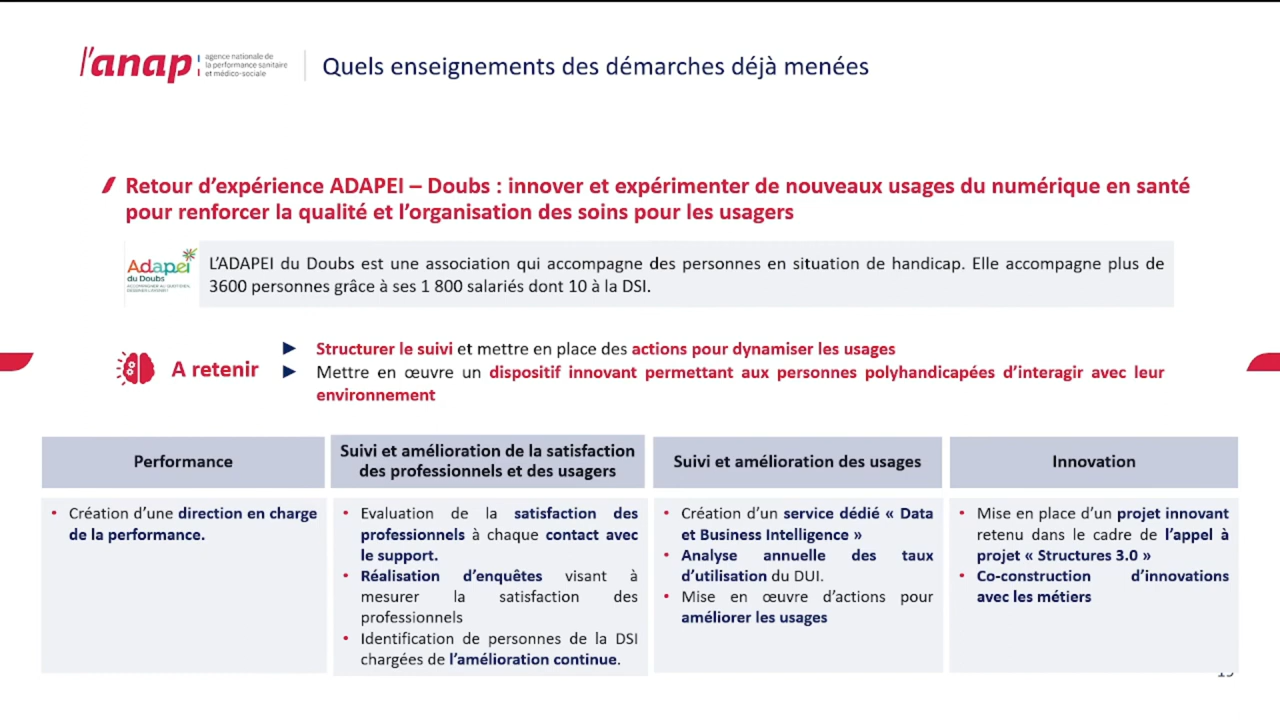 l'anap
agence nationale de
la performance sanitaire
et médico-sociale
Quels enseignements des démarches déjà menées
Retour d'expérience ADAPEI – Doubs : innover et expérimenter de nouveaux usages du numérique en santé
pour renforcer la qualité et l'organisation des soins pour les usagers
Adapei
du Doubs
L'ADAPEI du Doubs est une association qui accompagne des personnes en situation de handicap. Elle accompagne plus de
3600 personnes grâce à ses 1 800 salariés dont 10 à la DSI.
A retenir
► Structurer le suivi et mettre en place des actions pour dynamiser les usages
► Mettre en œuvre un dispositif innovant permettant aux personnes polyhandicapées d'interagir avec leur
environnement
Performance
• Création d'une direction en charge
de la performance.
Suivi et amélioration de la satisfaction
des professionnels et des usagers
• Evaluation de la satisfaction des
professionnels à chaque contact avec
le support.
• Réalisation d'enquêtes visant à
mesurer la satisfaction des
professionnels
• Identification de personnes de la DSI
chargées de l'amélioration continue.
Suivi et amélioration des usages
• Création d'un service dédié « Data
et Business Intelligence »
• Analyse annuelle des taux
d'utilisation du DUI.
• Mise en œuvre d'actions pour
améliorer les usages
Innovation
• Mise en place d'un projet innovant
retenu dans le cadre de l'appel à
projet « Structures 3.0 »
• Co-construction d'innovations
avec les métiers